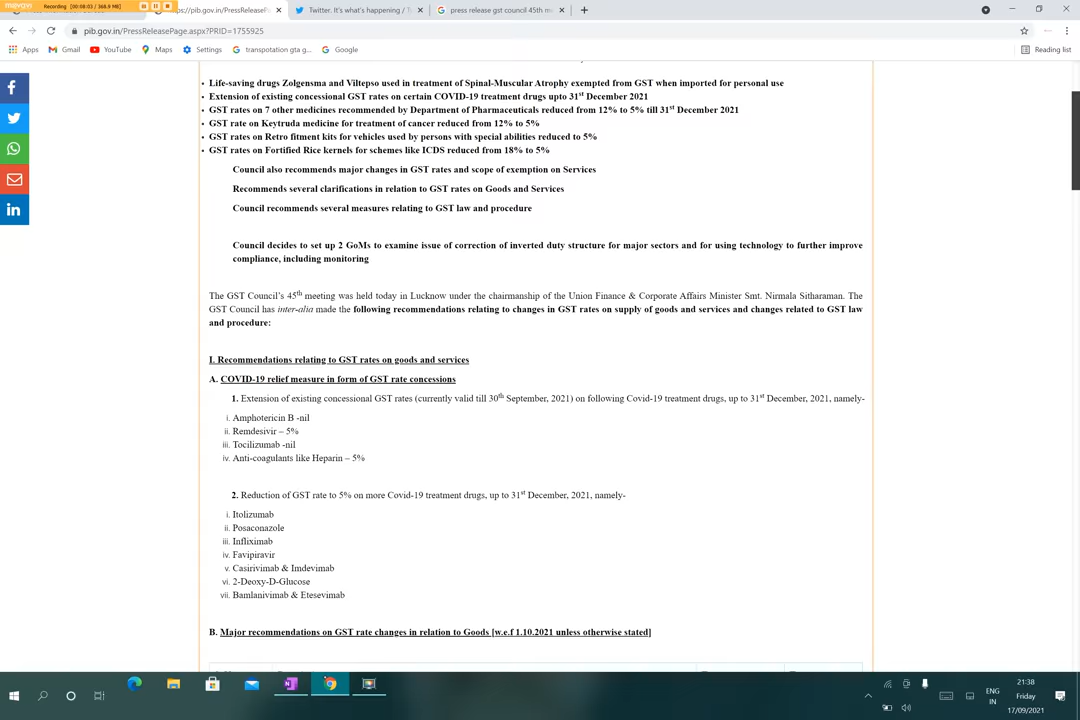 Recording [00:08:03 / 366.9 MB]
https://pib.gov.in/PressReleaseP
Twitter. It's what's happening / T
press release gst council 45th me
pib.gov.in/PressReleasePage.aspx?PRID=1755925
Apps Gmail YouTube Maps Settings transpotation gta g... Google Reading list
• Life-saving drugs Zolgensma and Viltepso used in treatment of Spinal-Muscular Atrophy exempted from GST when imported for personal use
• Extension of existing concessional GST rates on certain COVID-19 treatment drugs upto 31st December 2021
• GST rates on 7 other medicines recommended by Department of Pharmaceuticals reduced from 12% to 5% till 31st December 2021
• GST rate on Keytruda medicine for treatment of cancer reduced from 12% to 5%
• GST rates on Retro fitment kits for vehicles used by persons with special abilities reduced to 5%
• GST rates on Fortified Rice kernels for schemes like ICDS reduced from 18% to 5%
Council also recommends major changes in GST rates and scope of exemption on Services
Recommends several clarifications in relation to GST rates on Goods and Services
Council recommends several measures relating to GST law and procedure
Council decides to set up 2 GoMs to examine issue of correction of inverted duty structure for major sectors and for using technology to further improve
compliance, including monitoring
The GST Council's 45th meeting was held today in Lucknow under the chairmanship of the Union Finance & Corporate Affairs Minister Smt. Nirmala Sitharaman. The
GST Council has inter-alia made the following recommendations relating to changes in GST rates on supply of goods and services and changes related to GST law
and procedure:
I. Recommendations relating to GST rates on goods and services
A. COVID-19 relief measure in form of GST rate concessions
1. Extension of existing concessional GST rates (currently valid till 30th September, 2021) on following Covid-19 treatment drugs, up to 31st December, 2021, namely-
i. Amphotericin B -nil
ii. Remdesivir – 5%
iii. Tocilizumab -nil
iv. Anti-coagulants like Heparin – 5%
2. Reduction of GST rate to 5% on more Covid-19 treatment drugs, up to 31st December, 2021, namely-
i. Itolizumab
ii. Posaconazole
iii. Infliximab
iv. Favipiravir
v. Casirivimab & Imdevimab
vi. 2-Deoxy-D-Glucose
vii. Bamlanivimab & Etesevimab
B. Major recommendations on GST rate changes in relation to Goods [w.e.f 1.10.2021 unless otherwise stated]
ENG
IN
21:38
Friday
17/09/2021